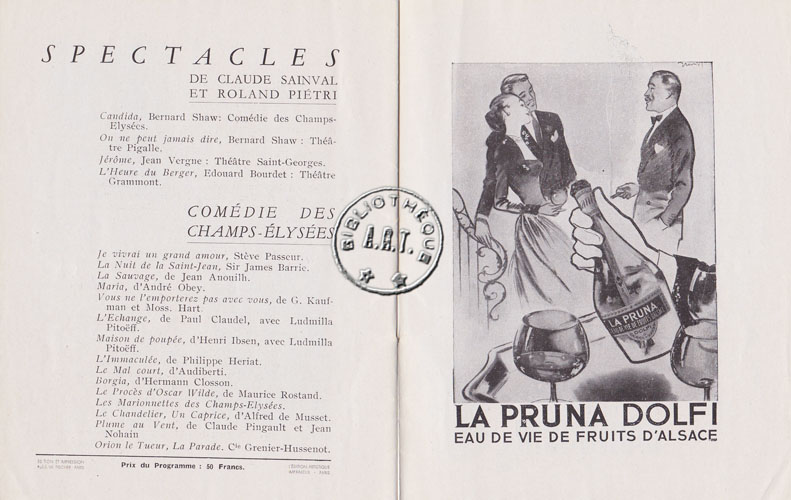 SPECTACLES
DE CLAUDE SAINVAL
ET ROLAND PIÉTRI
Candida, Bernard Shaw: Comédie des Champs-
Elysées.
On ne peut jamais dire, Bernard Shaw : Théâ-
tre Pigalle.
Jérôme, Jean Vergne : Théâtre Saint-Georges.
L'Heure du Berger, Edouard Bourdet : Théâtre
Grammont.
COMÉDIE DES
CHAMPS-ÉLYSÉES
Je vivrai un grand amour, Stève Passeur.
La Nuit de la Saint-Jean, Sir James Barrie.
La Sauvage, de Jean Anouilh.
Maria, d'André Obey.
Vous ne l'emporterez pas avec vous, de G. Kauf-
man et Moss. Hart.
L'Echange, de Paul Claudel, avec Ludmilla
Pitoëff.
Maison de poupée, d'Henri Ibsen, avec Ludmilla
Pitoëff.
L'Immaculée, de Philippe Heriat.
Le Mal court, d'Audiberti.
Borgia, d'Hermann Closson.
Le Procès d'Oscar Wilde, de Maurice Rostand.
Les Marionnettes des Champs-Elysées.
Le Chandelier, Un Caprice, d'Alfred de Musset.
Plume au Vent, de Claude Pingault et Jean
Nohain
Orion le Tueur, La Parade. Cie Grenier-Hussenot.
Prix du Programme : 50 Francs.
BIBLIOTHÈQUE
A.R.T.
LA PRUNA
EAU DE VIE DE FRUITS D'ALSACE
DOLFI
LA PRUNA DOLFI
EAU DE VIE DE FRUITS D'ALSACE